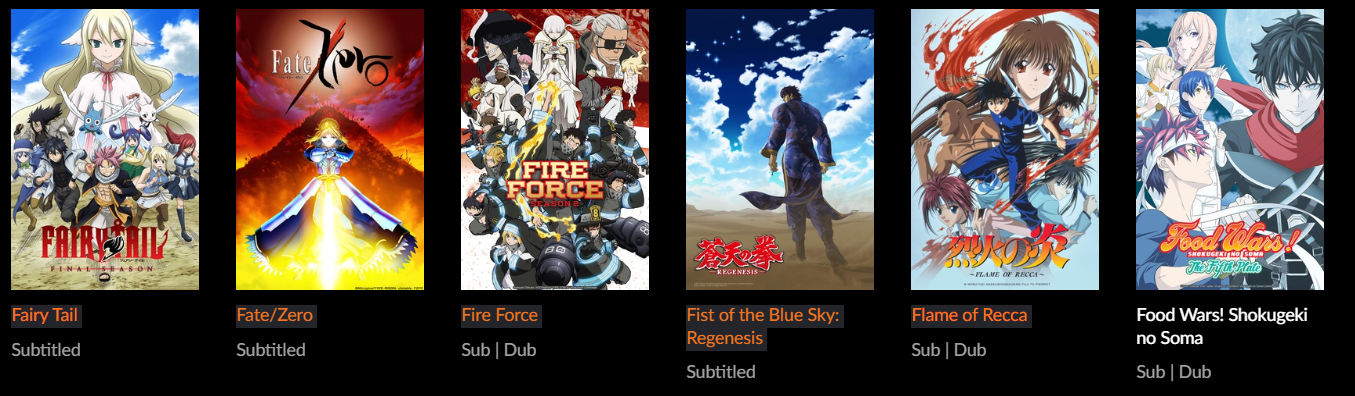 FAIRY TAIL
FINAL SEASON
Fate/Zero
FIRE FORCE
SEASON 2
8
蒼天の拳
REGENESIS
烈火の炎
~FLAME OF RECCA~
Food Wars!
SHOKUGEKI NO SOMA
The Fifth Plate
Fairy Tail
Subtitled
Fate/Zero
Subtitled
Fire Force
Sub | Dub
Fist of the Blue Sky:
Regenesis
Subtitled
Flame of Recca
Sub | Dub
Food Wars! Shokugeki
no Soma
Sub | Dub